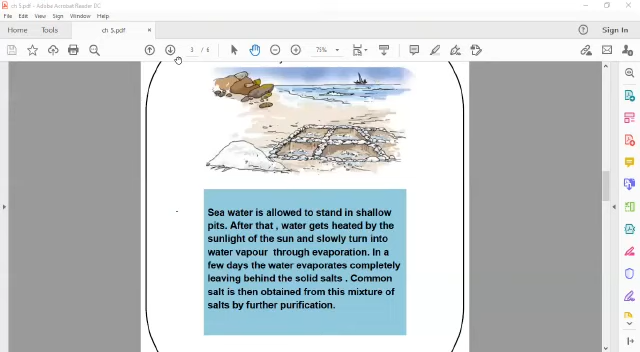 ch 5.pdf - Adobe Acrobat Reader DC
File Edit View Sign Window Help
Home Tools ch 5.pdf × Sign In
3 / 6 75%
Sea water is allowed to stand in shallow
pits. After that , water gets heated by the
sunlight of the sun and slowly turn into
water vapour through evaporation. In a
few days the water evaporates completely
leaving behind the solid salts . Common
salt is then obtained from this mixture of
salts by further purification.